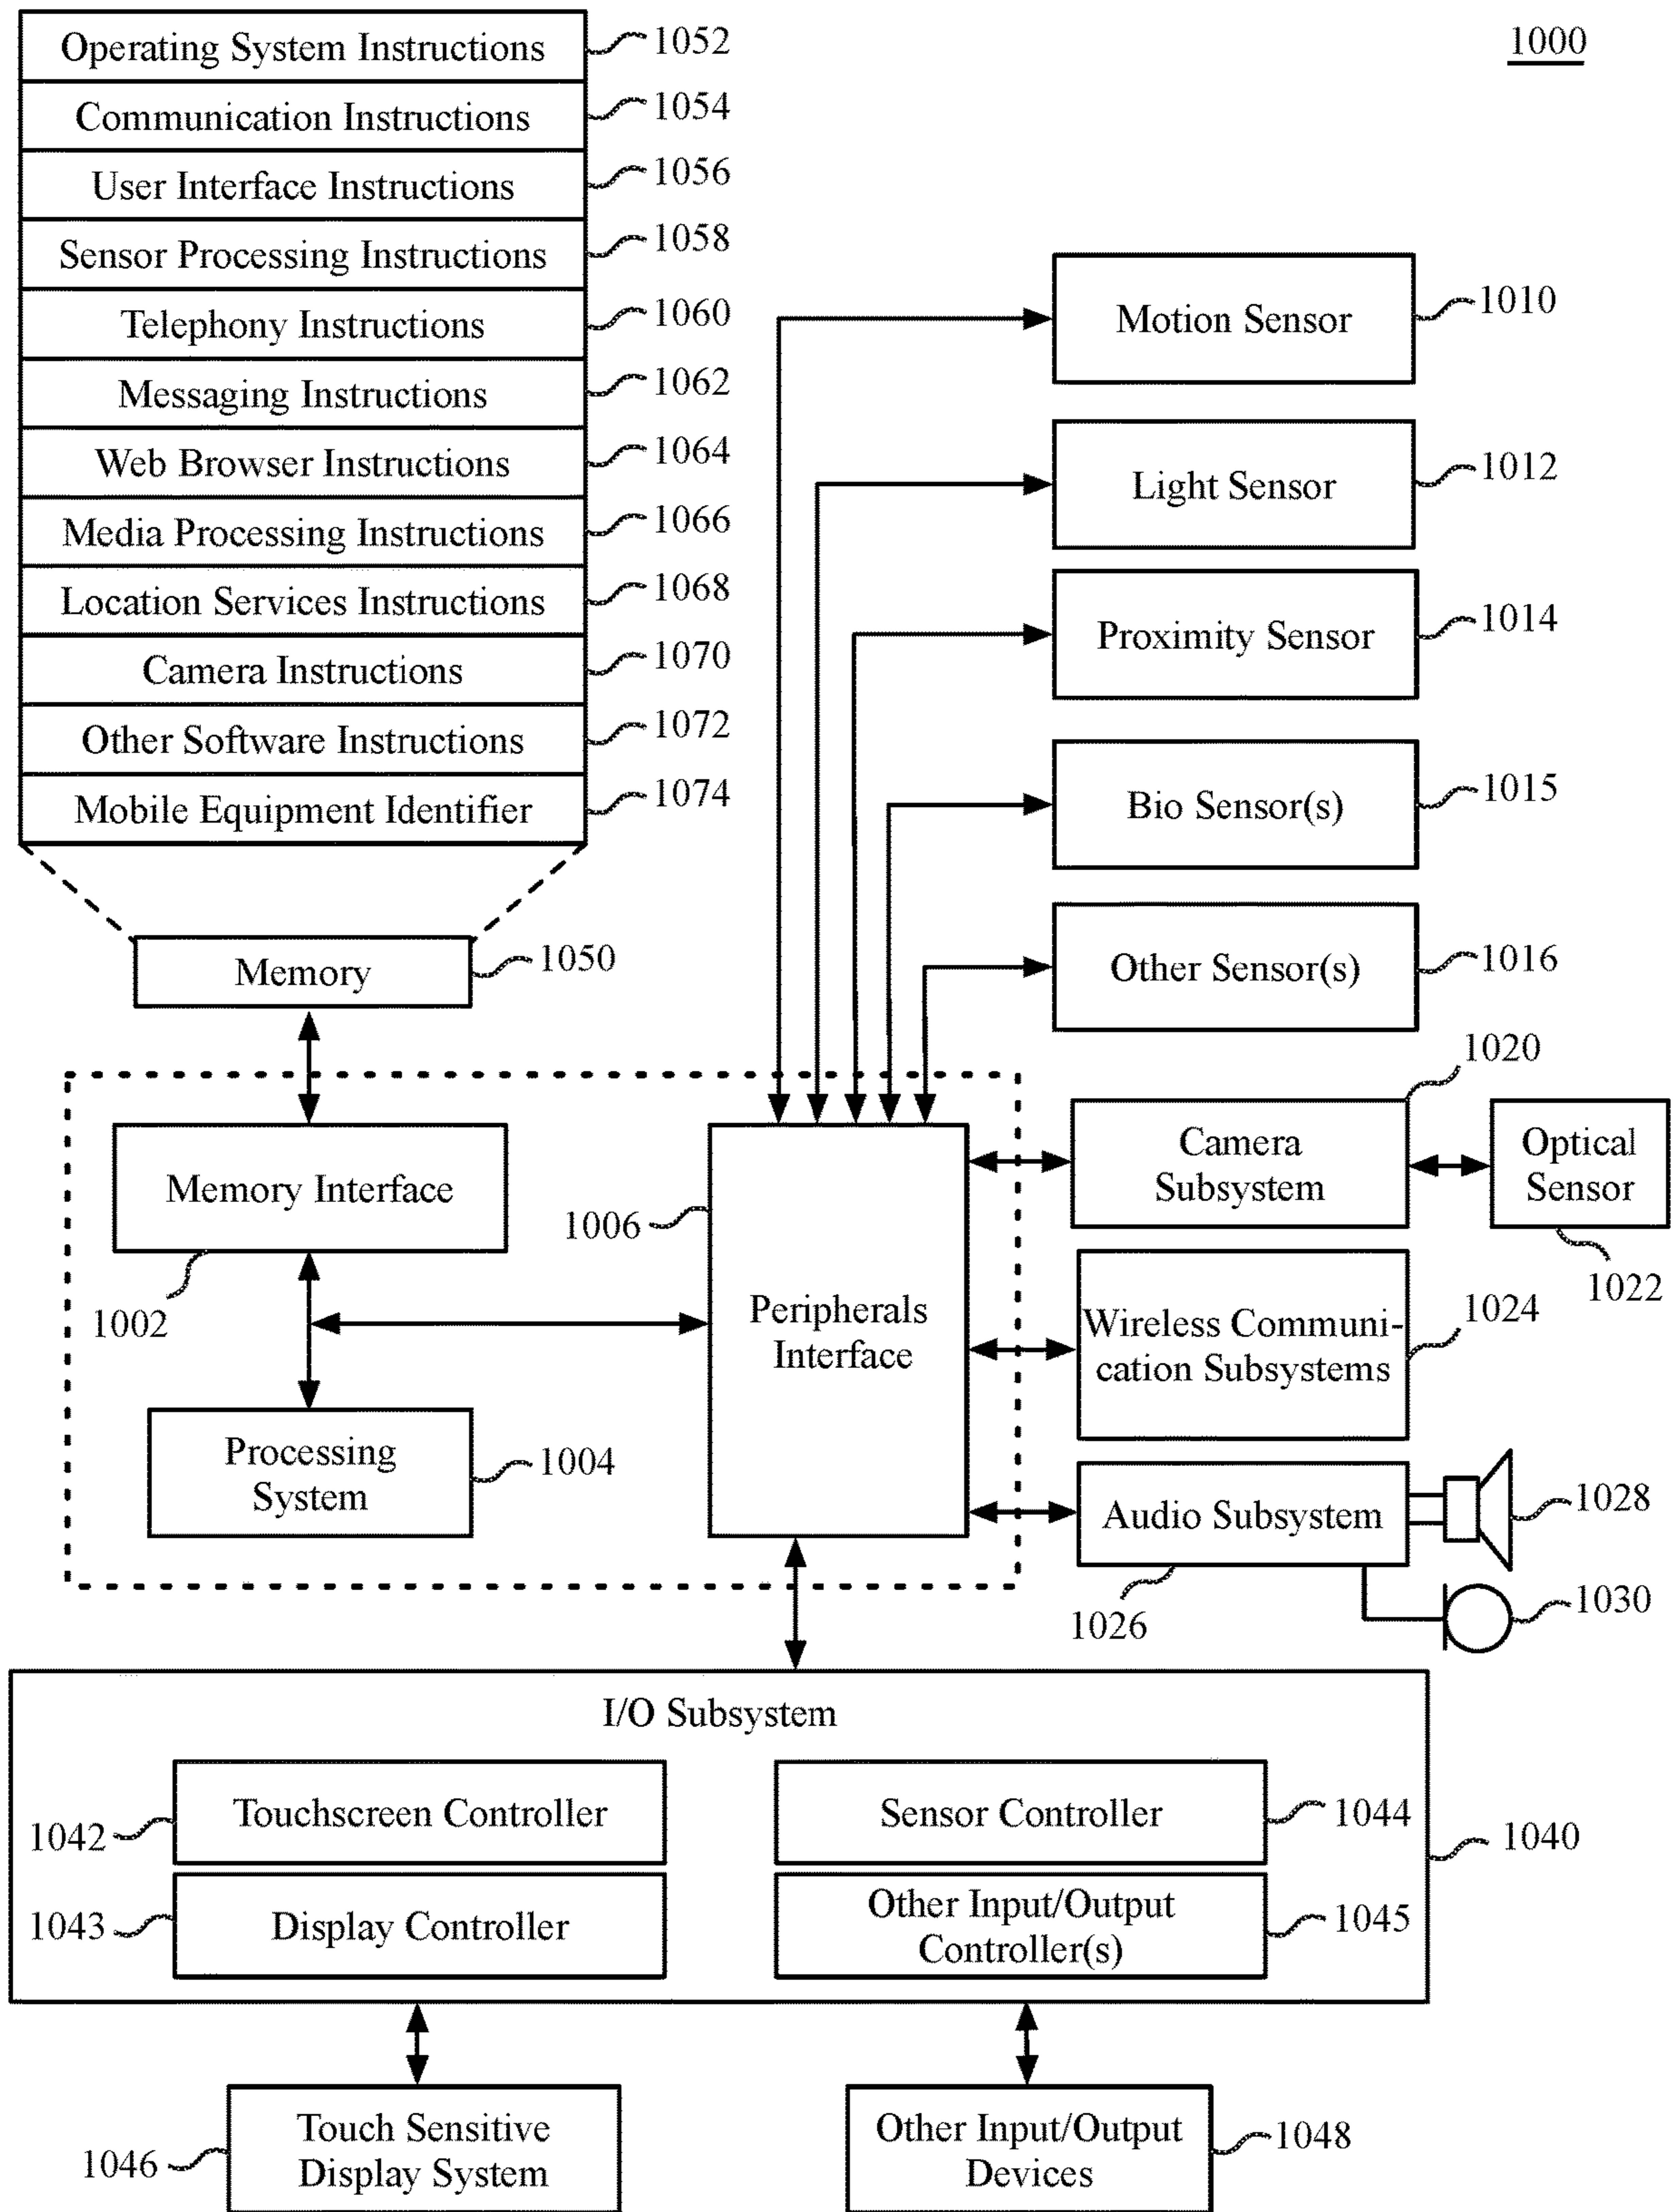 1000
Operating System Instructions
1052
Communication Instructions
1054
User Interface Instructions
1056
Sensor Processing Instructions
1058
Telephony Instructions
1060
Messaging Instructions
1062
Web Browser Instructions
1064
Media Processing Instructions
1066
Location Services Instructions
1068
Camera Instructions
1070
Other Software Instructions
1072
Mobile Equipment Identifier
1074
Memory
1050
Motion Sensor
1010
Light Sensor
1012
Proximity Sensor
1014
Bio Sensor(s)
1015
Other Sensor(s)
1016
Memory Interface
1002
Processing
System
1004
1006
Peripherals
Interface
1020
Camera
Subsystem
Optical
Sensor
1022
Wireless Communi-
cation Subsystems
1024
Audio Subsystem
1026
1028
1030
I/O Subsystem
1040
Touchscreen Controller
1042
Sensor Controller
1044
Display Controller
1043
Other Input/Output
Controller(s)
1045
Touch Sensitive
Display System
1046
Other Input/Output
Devices
1048